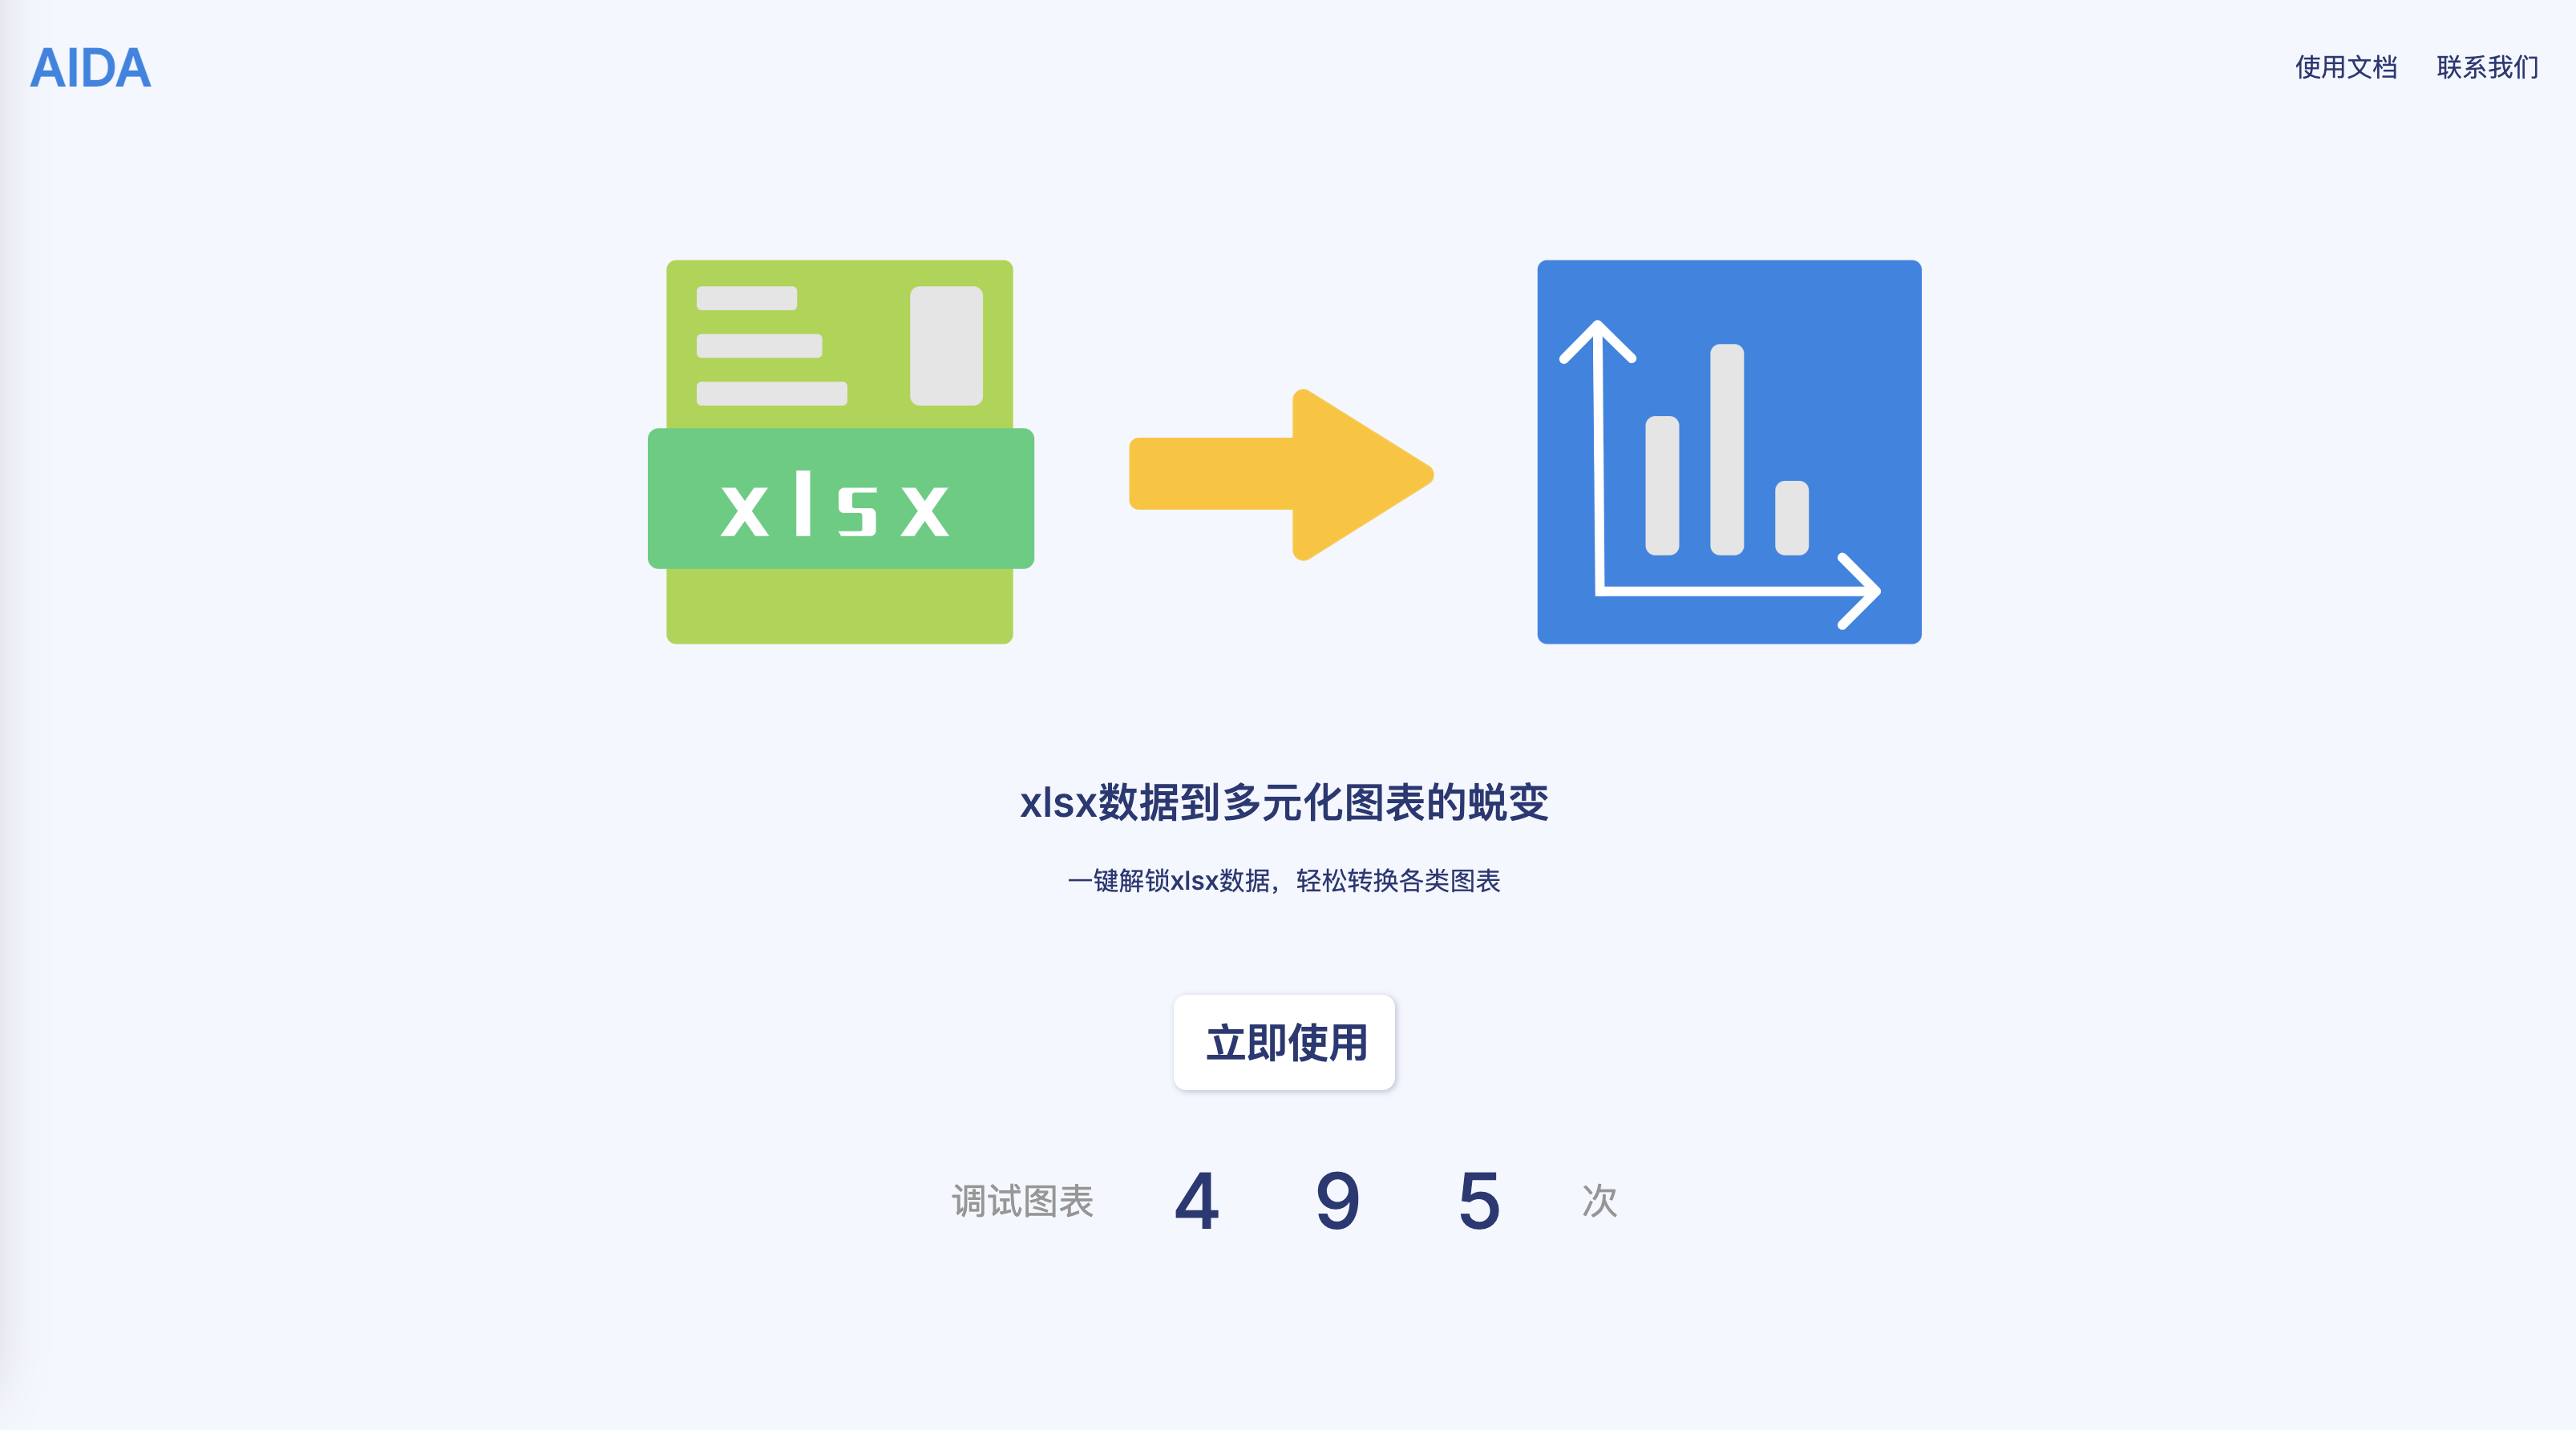 AIDA
使用文档 联系我们
xlsx
xlsx数据到多元化图表的蜕变
一键解锁xlsx数据，轻松转换各类图表
立即使用
调试图表 4 9 5 次